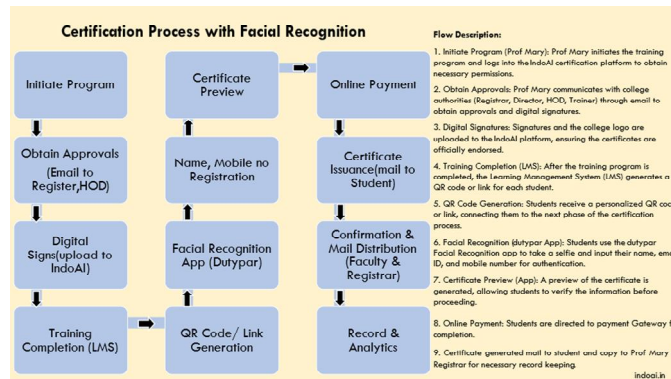 Certification Process with Facial Recognition
Initiate Program
Obtain Approvals
(Email to
Register,HOD)
Digital
Signs(upload to
IndoAI)
Training
Completion (LMS)
Certificate
Preview
Name, Mobile no
Registration
Facial Recognition
App (Dutypar)
QR Code/ Link
Generation
Online Payment
Certificate
Issuance(mail to
Student)
Confirmation &
Mail Distribution
(Faculty &
Registrar)
Record &
Analytics
Flow Description:
1. Initiate Program (Prof Mary): Prof Mary initiates the training
program and logs into the IndoAI certification platform to obtain
necessary permissions.
2. Obtain Approvals: Prof Mary communicates with college
authorities (Registrar, Director, HOD, Trainer) through email to
obtain approvals and digital signatures.
3. Digital Signatures: Signatures and the college logo are
uploaded to the IndoAI platform, ensuring the certificates are
officially endorsed.
4. Training Completion (LMS): After the training program is
completed, the Learning Management System (LMS) generates a
QR code or link for each student.
5. QR Code Generation: Students receive a personalized QR cod
or link, connecting them to the next phase of the certification
process.
6. Facial Recognition (dutypar App): Students use the dutypar
Facial Recognition app to take a selfie and input their name, ema
ID, and mobile number for authentication.
7. Certificate Preview (App): A preview of the certificate is
generated, allowing students to verify the information before
proceeding.
8. Online Payment: Students are directed to payment Gateway f
completion.
9. Certificate generated mail to student and copy to Prof Mary
Registrar for necessary record keeping.
indoai.in